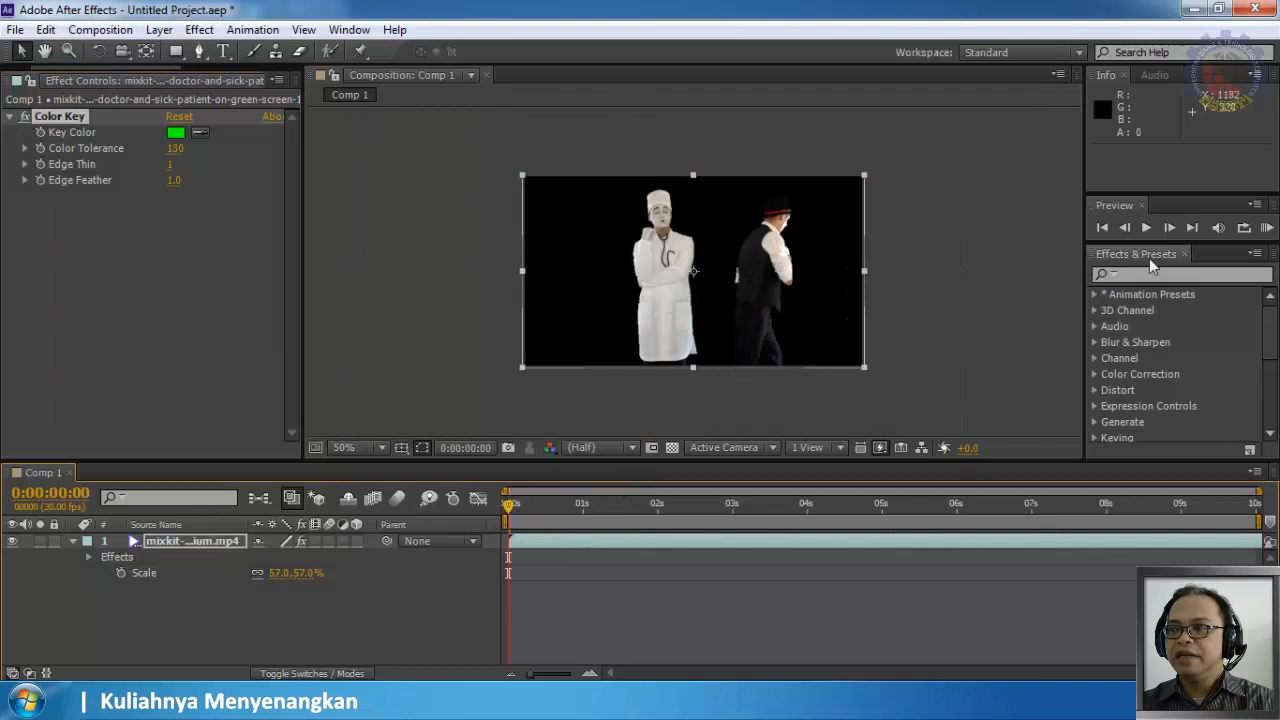 Adobe After Effects - Untitled Project.aep *
File Edit Composition Layer Effect Animation Window Help
Workspace: Standard Search Help
Effect Controls: mixkit-...-doctor-and-sick-pat
Comp 1 • mixkit-...-doctor-and-sick-patient-on-green-screen-1
fx Color Key Reset Abo
Key Color
Color Tolerance 130
Edge Thin 1
Edge Feather 1.0
Composition: Comp 1
Comp 1
50% 0:00:00:00 (Half) Active Camera 1 View +0.0
Info Audio
R: X: 1182
G: Y: 320
B:
A: 0
Preview
Effects & Presets
* Animation Presets
3D Channel
Audio
Blur & Sharpen
Channel
Color Correction
Distort
Expression Controls
Generate
Keying
Comp 1
0:00:00:00
00000 (30.00 fps)
01s 02s 03s 04s 05s 06s 07s 08s 09s 10s
# Source Name Parent
1 mixkit-...ium.mp4 None
Effects
Scale 57.0,57.0%
Toggle Switches / Modes
| Kuliahnya Menyenangkan